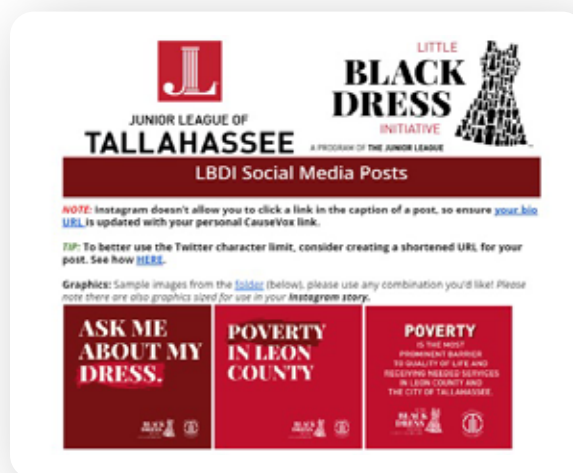 JUNIOR LEAGUE OF
TALLAHASSEE
LITTLE
BLACK
DRESS
INITIATIVE
A PROGRAM OF THE JUNIOR LEAGUE
LBDI Social Media Posts
NOTE: Instagram doesn't allow you to click a link in the caption of a post, so ensure your bio
URL is updated with your personal CauseVox link.
TIP: To better use the Twitter character limit, consider creating a shortened URL for your
post. See how HERE.
Graphics: Sample images from the folder (below), please use any combination you'd like! Please
note there are also graphics sized for use in your Instagram story.
ASK ME
ABOUT MY
DRESS.
BLACK
DRESS
POVERTY
IN LEON
COUNTY
BLACK
DRESS
POVERTY
IS THE MOST
PROMINENT BARRIER
TO QUALITY OF LIFE AND
RECEIVING NEEDED SERVICES
IN LEON COUNTY AND
THE CITY OF TALLAHASSEE.
BLACK
DRESS